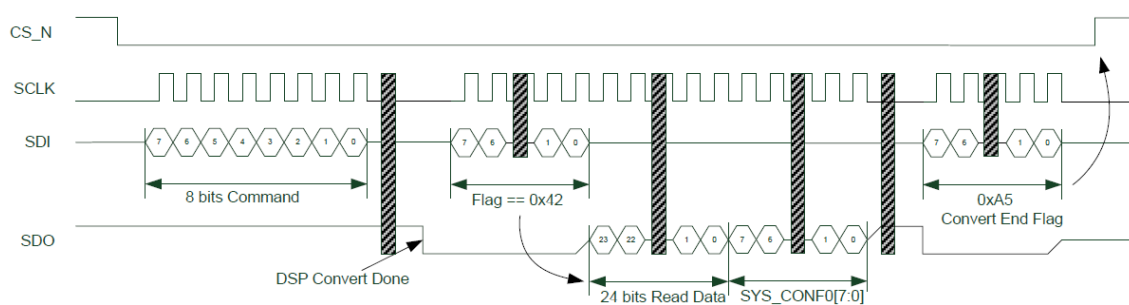 CS_N
SCLK
SDI
7 6 5 4 3 2 1 0
7 6 1 0
7 6 1 0
8 bits Command
Flag == 0x42
0xA5
Convert End Flag
SDO
23 22 1 0
7 6 1 0
DSP Convert Done
24 bits Read Data
SYS_CONF0[7:0]